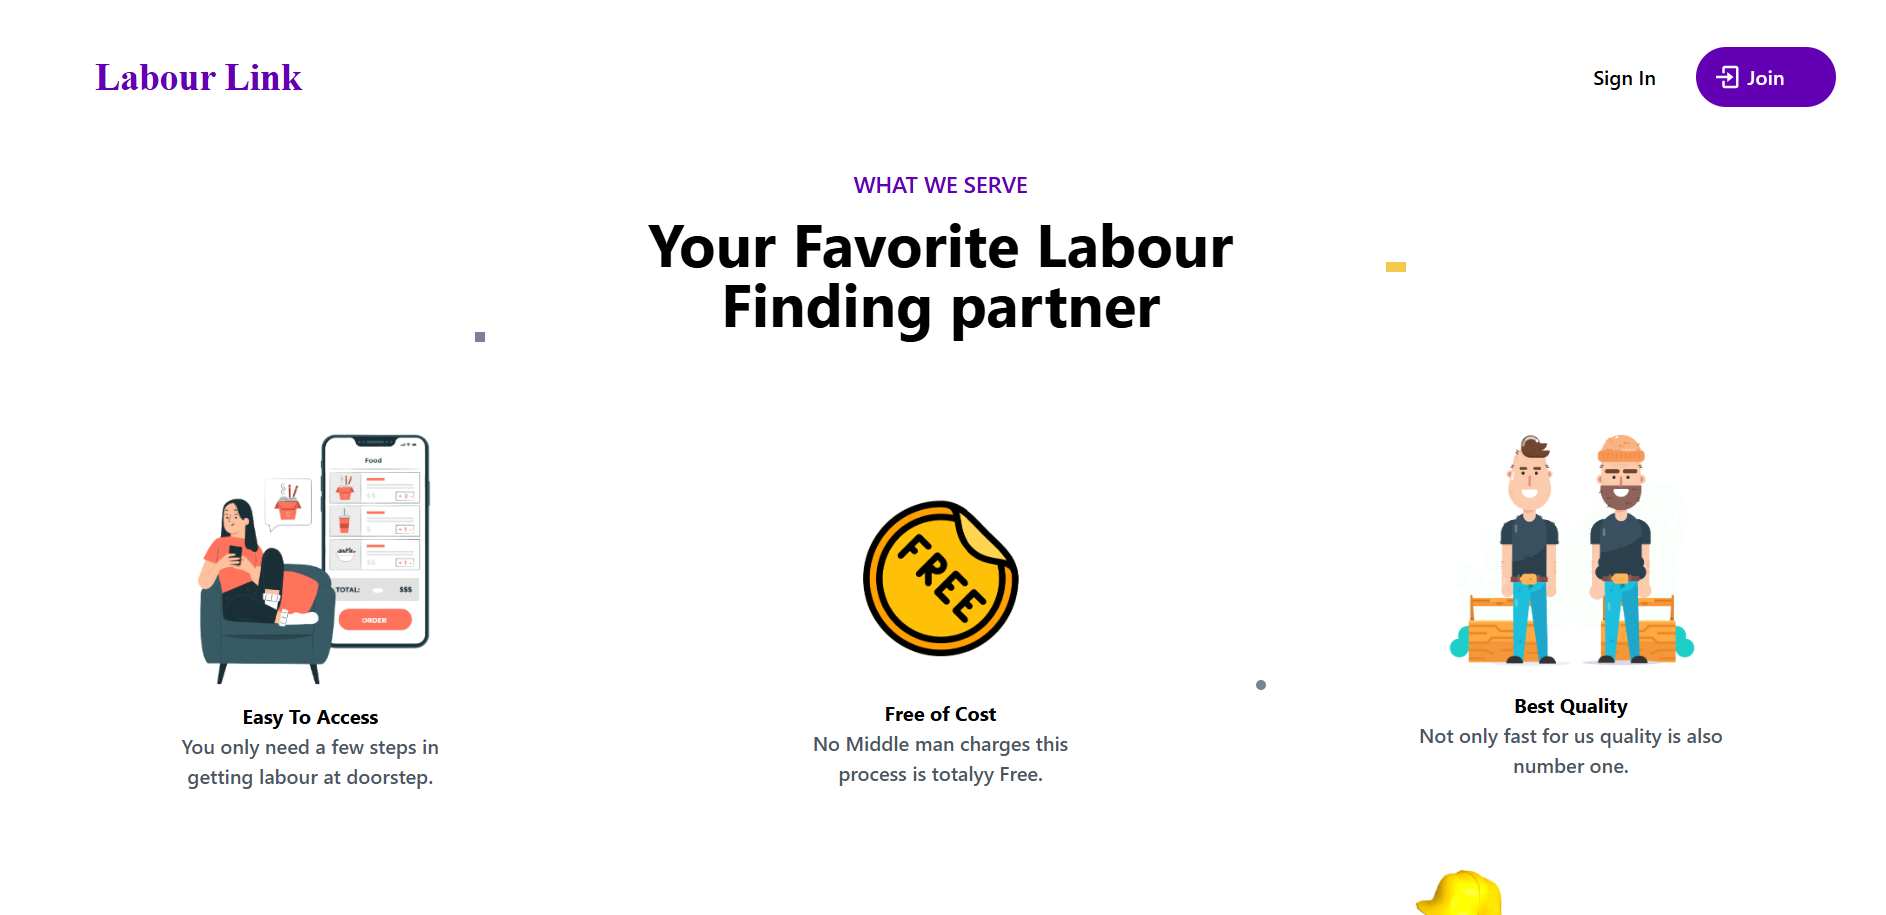 Labour Link
Sign In
Join
WHAT WE SERVE
Your Favorite Labour
Finding partner
Food
TOTAL: $$$
ORDER
FREE
Easy To Access
You only need a few steps in
getting labour at doorstep.
Free of Cost
No Middle man charges this
process is totalyy Free.
Best Quality
Not only fast for us quality is also
number one.